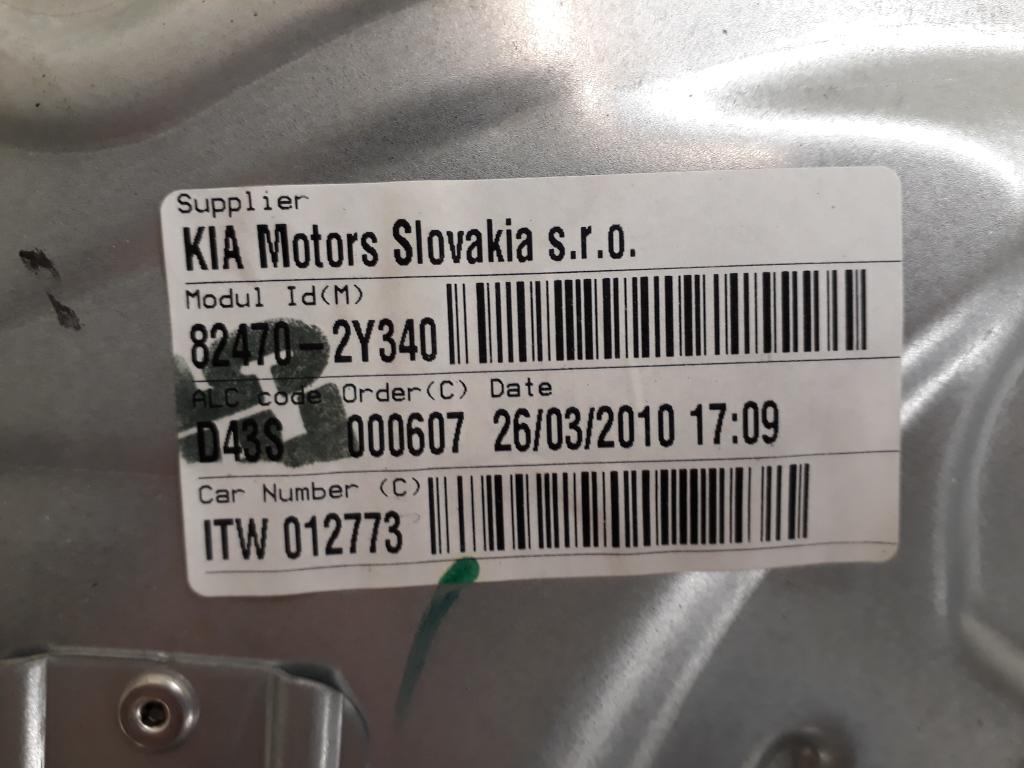 Supplier
KIA Motors Slovakia s.r.o.
Modul Id(M)
82470-2Y340
ALC code Order(C) Date
D43S 000607 26/03/2010 17:09
Car Number (C)
ITW 012773